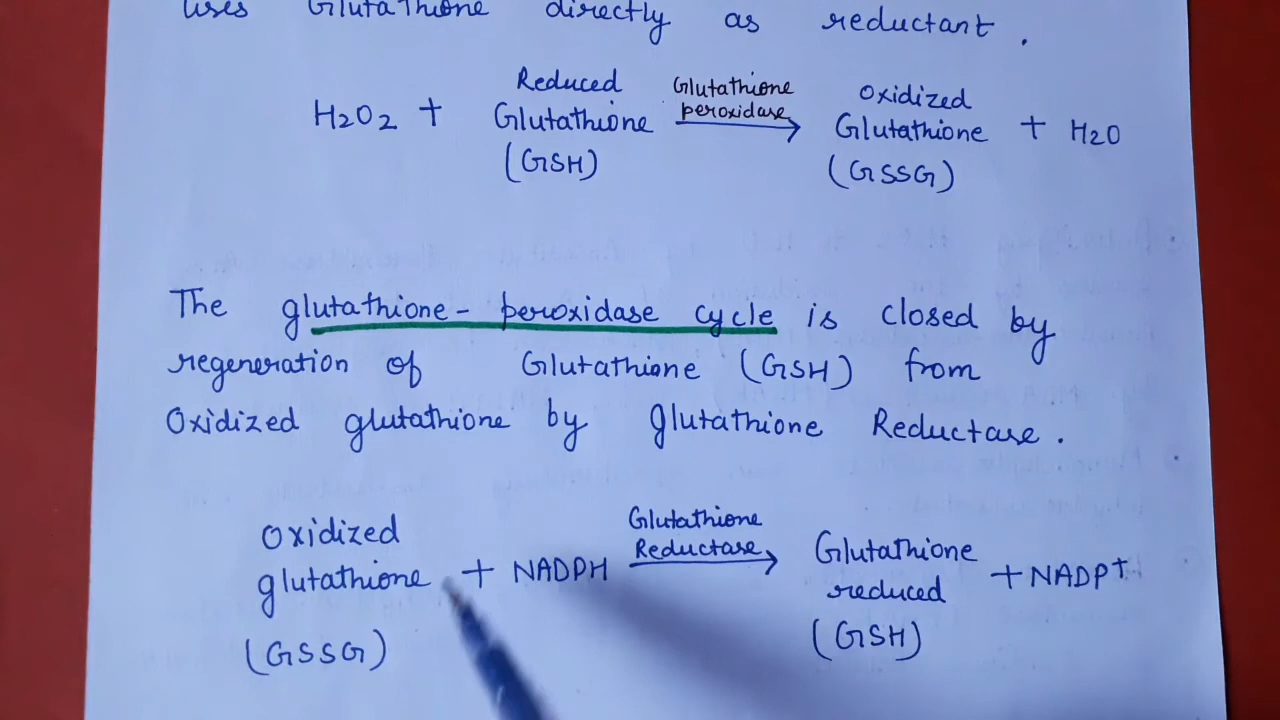 uses Glutathione directly as reductant.
H2O2 + Reduced Glutathione (GSH) Glutathione peroxidase → Oxidized Glutathione (GSSG) + H2O
The glutathione-peroxidase cycle is closed by
regeneration of Glutathione (GSH) from
Oxidized glutathione by glutathione Reductase.
Oxidized glutathione (GSSG) + NADPH Glutathione Reductase → Glutathione reduced (GSH) + NADP+